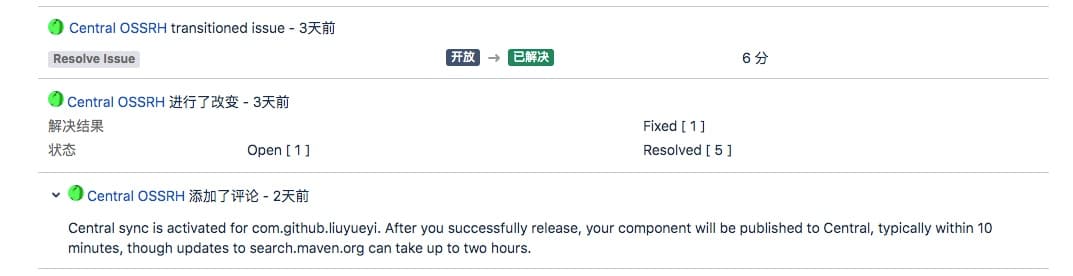 Central OSSRH transitioned issue - 3天前
Resolve Issue 开放 → 已解决 6 分
Central OSSRH 进行了改变 - 3天前
解决结果 Fixed [ 1 ]
状态 Open [ 1 ] Resolved [ 5 ]
Central OSSRH 添加了评论 - 2天前
Central sync is activated for com.github.liuyueyi. After you successfully release, your component will be published to Central, typically within 10
minutes, though updates to search.maven.org can take up to two hours.